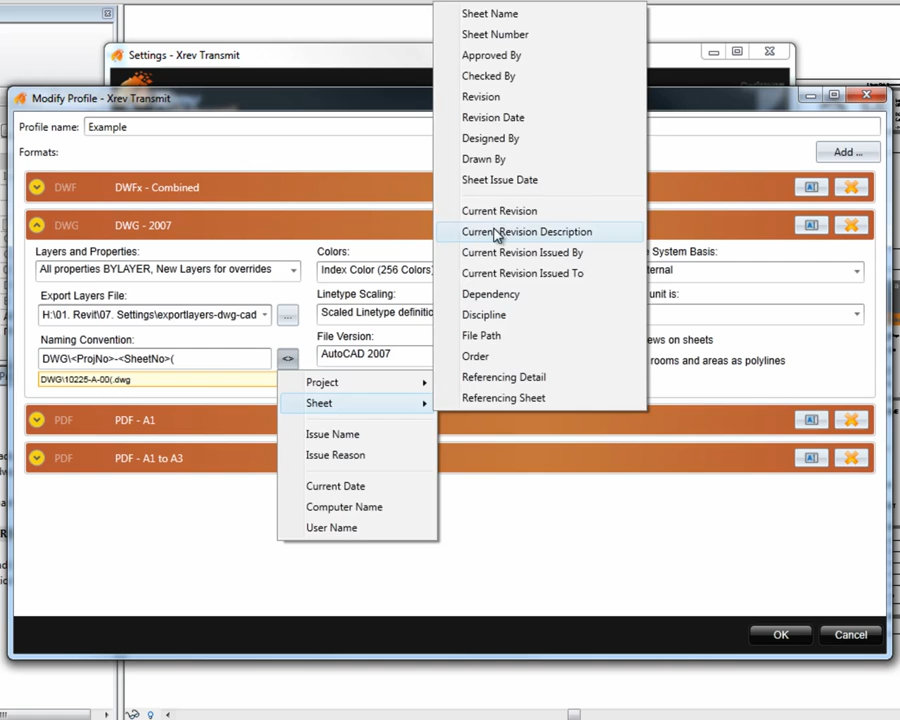 Sheet Name
Sheet Number
Settings - Xrev Transmit
Approved By
Checked By
Modify Profile - Xrev Transmit
Revision
Profile name: Example
Revision Date
Designed By
Formats:
Add ...
Drawn By
Sheet Issue Date
DWF DWFx - Combined
Current Revision
DWG DWG - 2007
Current Revision Description
Layers and Properties:
Colors:
System Basis:
Current Revision Issued By
All properties BYLAYER, New Layers for overrides
Index Color (256 Colors)
ternal
Current Revision Issued To
Export Layers File:
Linetype Scaling:
unit is:
Dependency
H:\01. Revit\07. Settings\exportlayers-dwg-cad
...
Scaled Linetype definitio
Discipline
Naming Convention:
File Version:
File Path
ews on sheets
DWG\<ProjNo>-<SheetNo>(
<>
AutoCAD 2007
Order
rooms and areas as polylines
DWG\10225-A-00(.dwg
Project
Referencing Detail
Sheet
Referencing Sheet
PDF PDF - A1
Issue Name
Issue Reason
PDF PDF - A1 to A3
Current Date
Computer Name
User Name
OK
Cancel